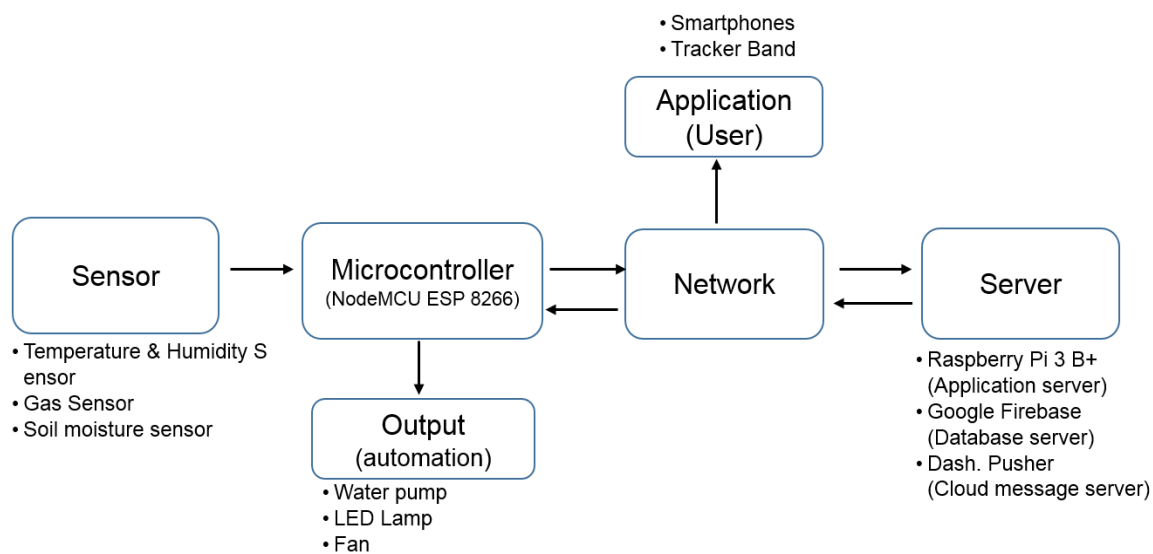 • Smartphones
• Tracker Band
Application
(User)
Sensor
• Temperature & Humidity S
ensor
• Gas Sensor
• Soil moisture sensor
Microcontroller
(NodeMCU ESP 8266)
Output
(automation)
• Water pump
• LED Lamp
• Fan
Network
Server
• Raspberry Pi 3 B+
(Application server)
• Google Firebase
(Database server)
• Dash. Pusher
(Cloud message server)